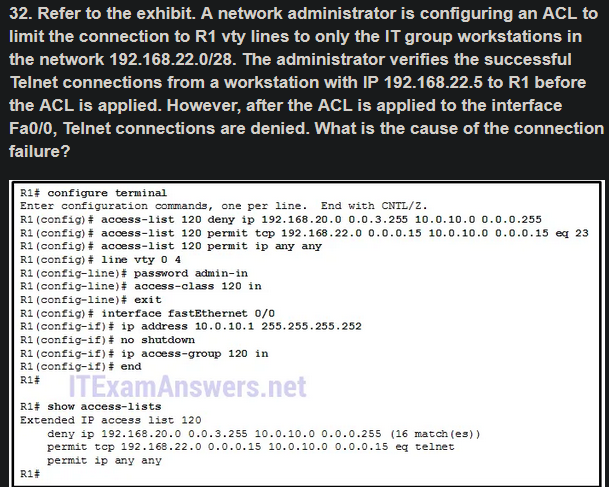 32. Refer to the exhibit. A network administrator is configuring an ACL to
limit the connection to R1 vty lines to only the IT group workstations in
the network 192.168.22.0/28. The administrator verifies the successful
Telnet connections from a workstation with IP 192.168.22.5 to R1 before
the ACL is applied. However, after the ACL is applied to the interface
Fa0/0, Telnet connections are denied. What is the cause of the connection
failure?
R1# configure terminal
Enter configuration commands, one per line. End with CNTL/Z.
R1(config)# access-list 120 deny ip 192.168.20.0 0.0.3.255 10.0.10.0 0.0.0.255
R1(config)# access-list 120 permit tcp 192.168.22.0 0.0.0.15 10.0.10.0 0.0.0.15 eq 23
R1(config)# access-list 120 permit ip any any
R1(config)# line vty 0 4
R1(config-line)# password admin-in
R1(config-line)# access-class 120 in
R1(config-line)# exit
R1(config)# interface fastEthernet 0/0
R1(config-if)# ip address 10.0.10.1 255.255.255.252
R1(config-if)# no shutdown
R1(config-if)# ip access-group 120 in
R1(config-if)# end
R1#
ITExamAnswers.net
R1# show access-lists
Extended IP access list 120
deny ip 192.168.20.0 0.0.3.255 10.0.10.0 0.0.0.255 (16 match(es))
permit tcp 192.168.22.0 0.0.0.15 10.0.10.0 0.0.0.15 eq telnet
permit ip any any
R1#